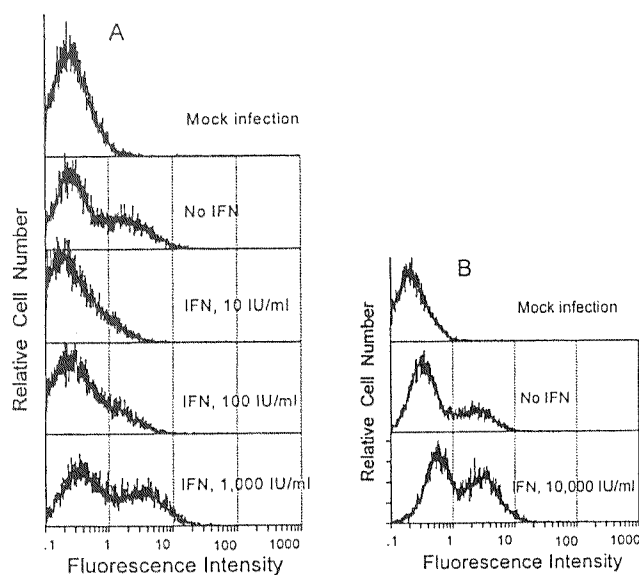 A
Mock infection
No IFN
IFN, 10 IU/ml
IFN, 100 IU/ml
IFN, 1,000 IU/ml
Relative Cell Number
.1 1 10 100 1000
Fluorescence Intensity
B
Mock infection
No IFN
IFN, 10,000 IU/ml
Relative Cell Number
.1 1 10 100 1000
Fluorescence Intensity